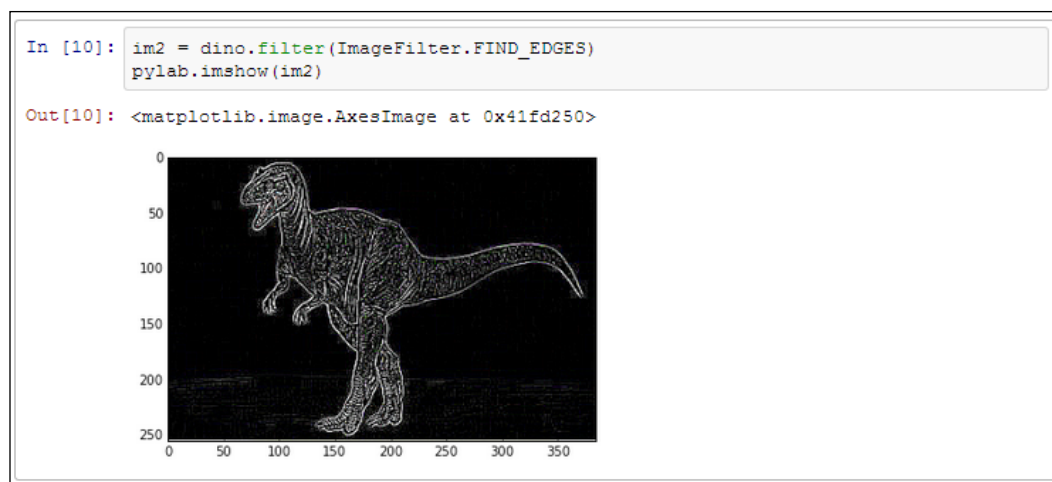 In [10]: im2 = dino.filter(ImageFilter.FIND_EDGES)
pylab.imshow(im2)
Out[10]: <matplotlib.image.AxesImage at 0x41fd250>
0
50
100
150
200
250
0 50 100 150 200 250 300 350